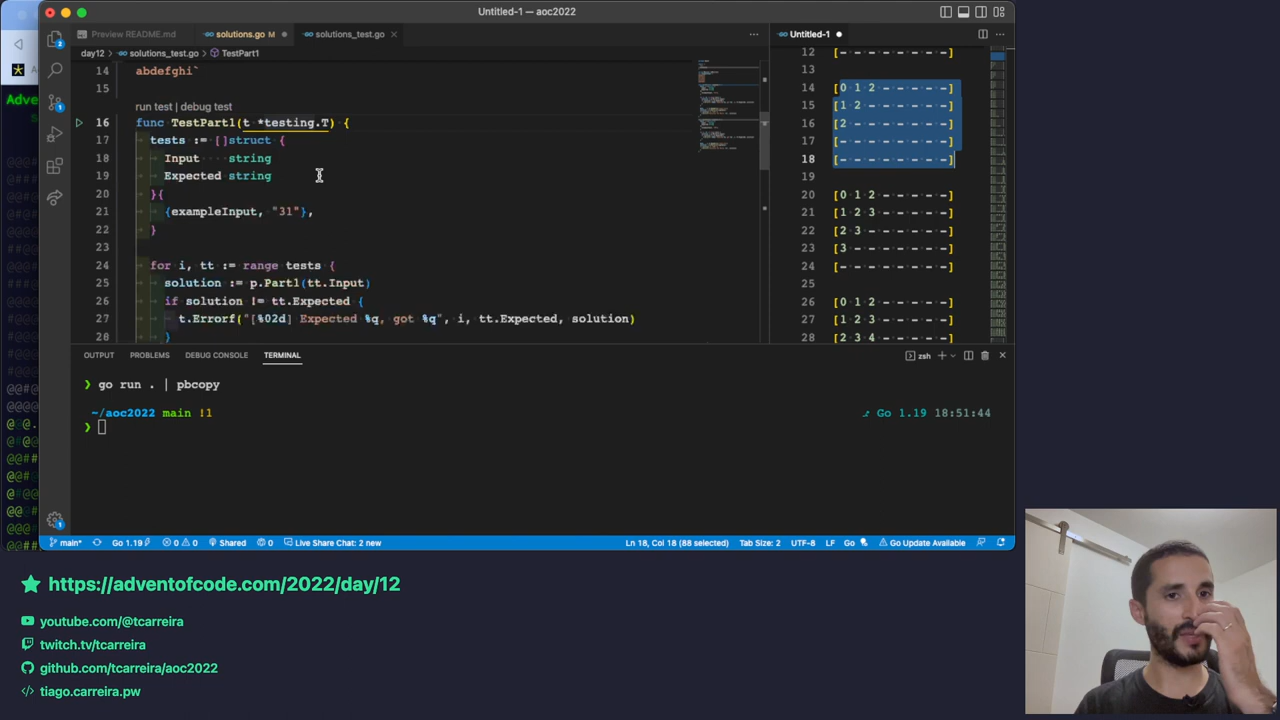 Untitled-1 — aoc2022
Preview README.md
solutions.go M
solutions_test.go
Untitled-1
day12 > solutions_test.go > TestPart1
14 abdefghi`
15
run test | debug test
16 func TestPart1(t *testing.T) {
17 tests := []struct {
18 Input string
19 Expected string
20 }{
21 {exampleInput, "31"},
22 }
23
24 for i, tt := range tests {
25 solution := p.Part1(tt.Input)
26 if solution != tt.Expected {
27 t.Errorf("[%02d] Expected %q, got %q", i, tt.Expected, solution)
28 }
12 [- - - - - - - -]
13
14 [0 1 2 - - - - -]
15 [1 2 - - - - - -]
16 [2 - - - - - - -]
17 [- - - - - - - -]
18 [- - - - - - - -]
19
20 [0 1 2 - - - - -]
21 [1 2 3 - - - - -]
22 [2 3 - - - - - -]
23 [3 - - - - - - -]
24 [- - - - - - - -]
25
26 [0 1 2 - - - - -]
27 [1 2 3 - - - - -]
28 [2 3 4 - - - - -]
OUTPUT PROBLEMS DEBUG CONSOLE TERMINAL
zsh
❯ go run . | pbcopy
~/aoc2022 main !1
Go 1.19 18:51:44
❯
main* Go 1.19 0 0 Shared 0 Live Share Chat: 2 new
Ln 18, Col 18 (88 selected) Tab Size: 2 UTF-8 LF Go Go Update Available
https://adventofcode.com/2022/day/12
youtube.com/@tcarreira
twitch.tv/tcarreira
github.com/tcarreira/aoc2022
tiago.carreira.pw